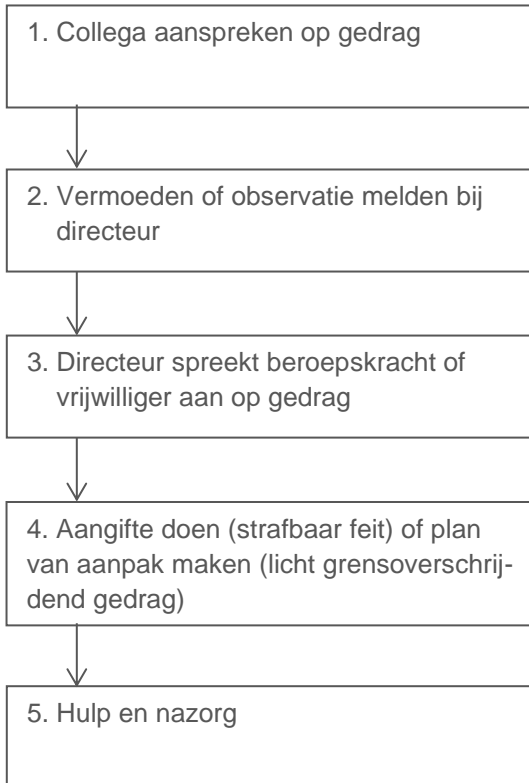 1. Collega aanspreken op gedrag
2. Vermoeden of observatie melden bij
directeur
3. Directeur spreekt beroepskracht of
vrijwilliger aan op gedrag
4. Aangifte doen (strafbaar feit) of plan
van aanpak maken (licht grensoverschrij-
dend gedrag)
5. Hulp en nazorg